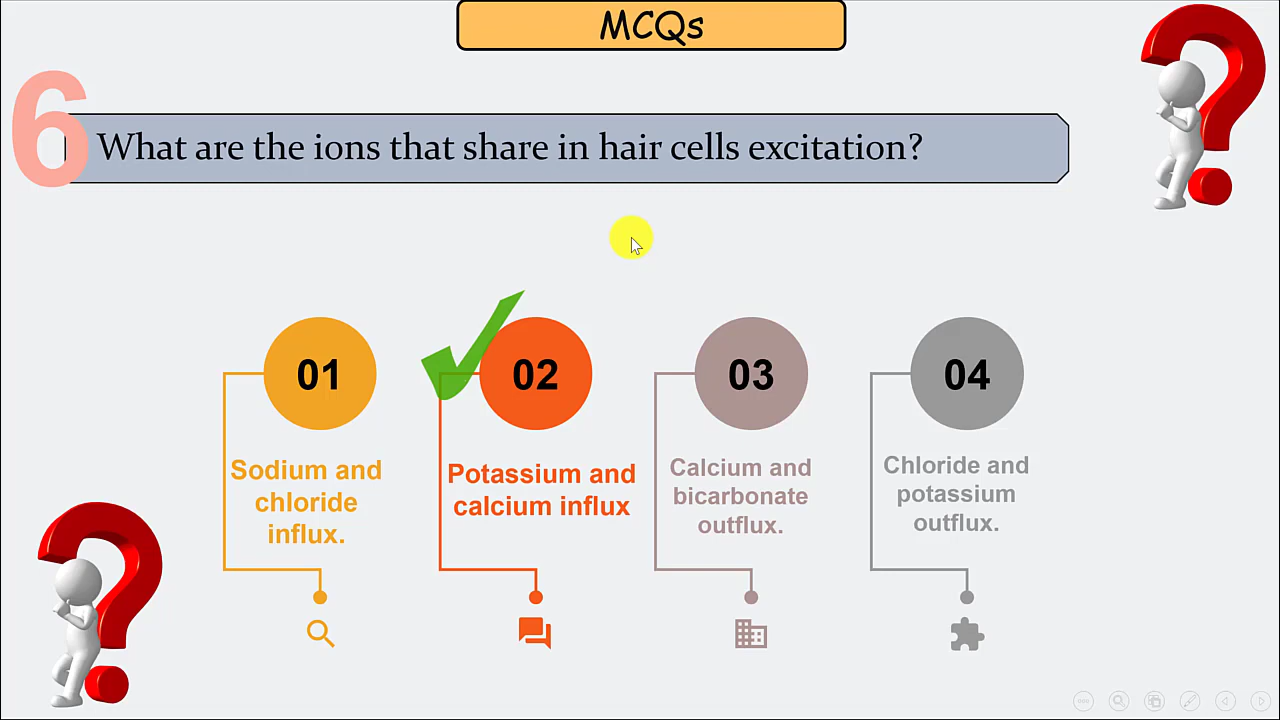 MCQs
6
What are the ions that share in hair cells excitation?
01
Sodium and
chloride
influx.
02
Potassium and
calcium influx
03
Calcium and
bicarbonate
outflux.
04
Chloride and
potassium
outflux.